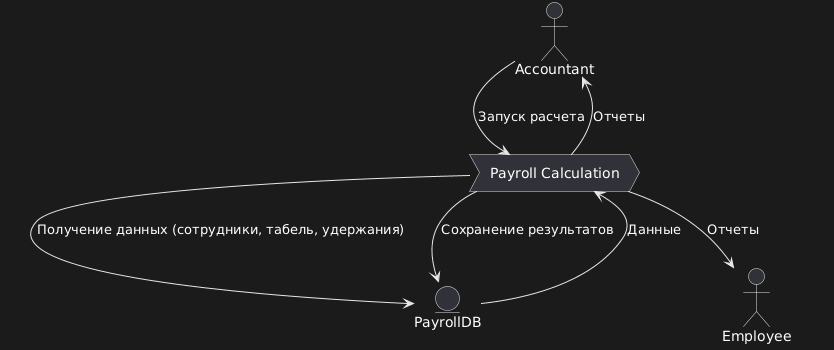 Accountant
Запуск расчета
Отчеты
Payroll Calculation
Получение данных (сотрудники, табель, удержания)
Сохранение результатов
Данные
Отчеты
PayrollDB
Employee